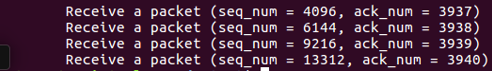 Receive a packet (seq_num = 4096, ack_num = 3937)
Receive a packet (seq_num = 6144, ack_num = 3938)
Receive a packet (seq_num = 9216, ack_num = 3939)
Receive a packet (seq_num = 13312, ack_num = 3940)